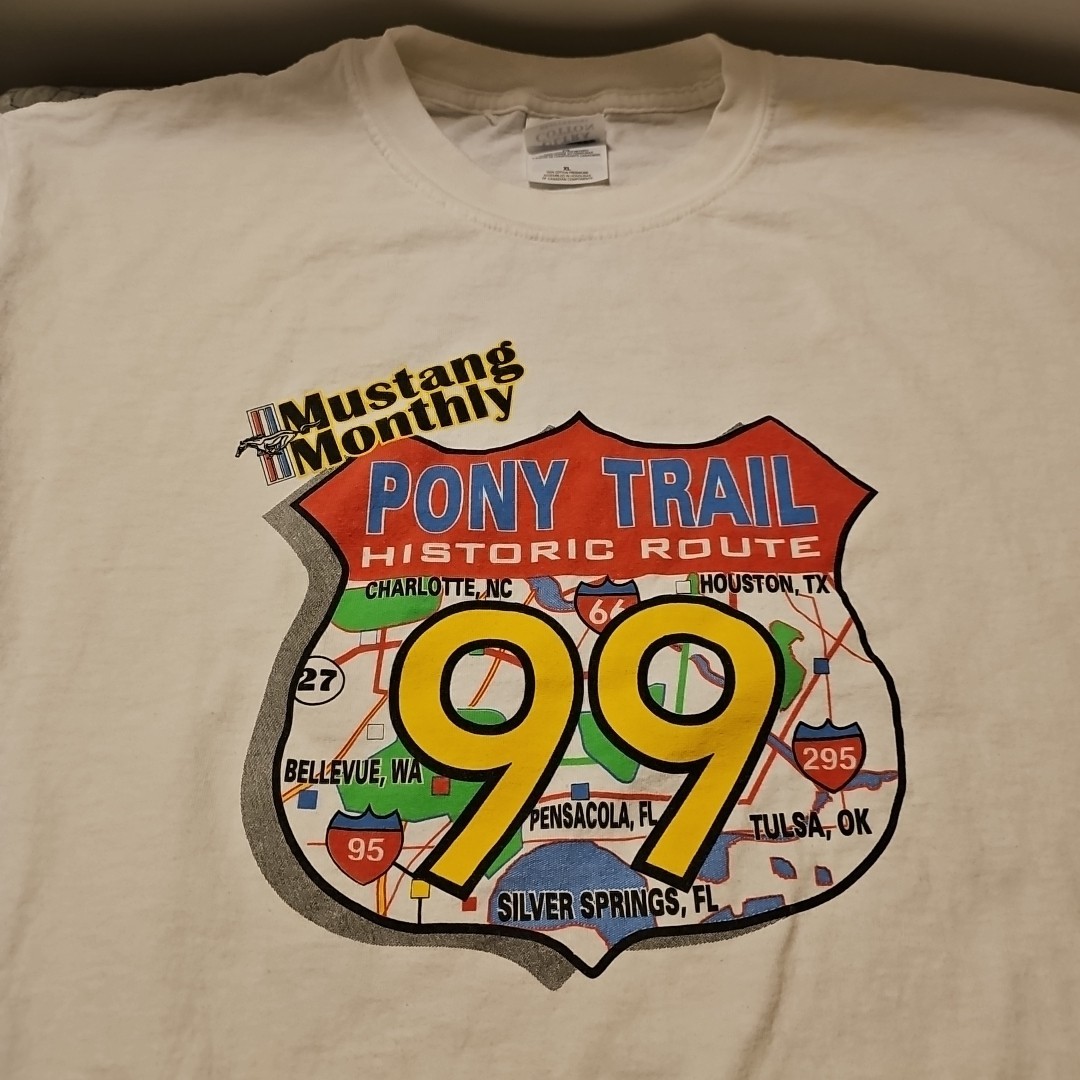 XL
Mustang
Monthly
PONY TRAIL
HISTORIC ROUTE
CHARLOTTE, NC
HOUSTON, TX
66
99
27
295
BELLEVUE, WA
PENSACOLA, FL
TULSA, OK
95
SILVER SPRINGS, FL